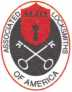 ASSOCIATED LOCKSMITHS
OF AMERICA